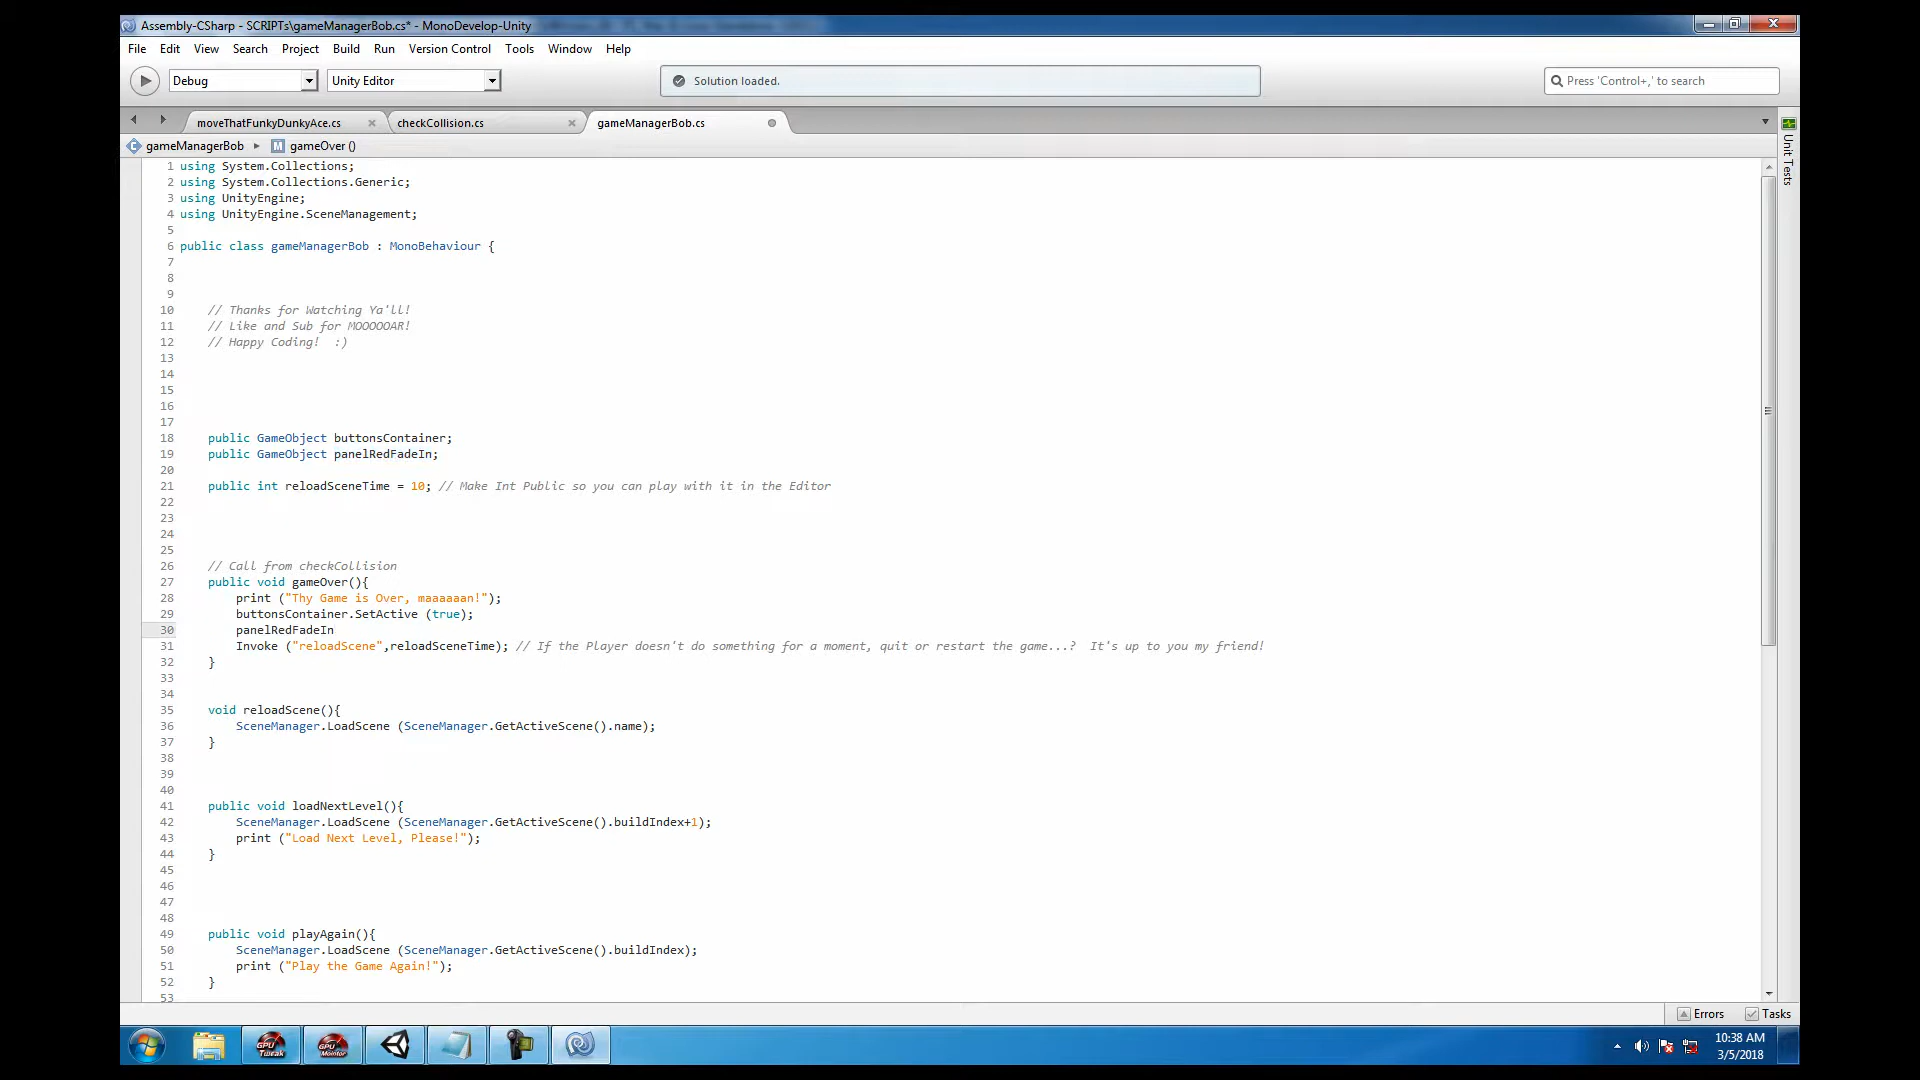 Assembly-CSharp - SCRIPTs\gameManagerBob.cs* - MonoDevelop-Unity
File Edit View Search Project Build Run Version Control Tools Window Help
Debug Unity Editor Solution loaded. Press 'Control+,' to search
moveThatFunkyDunkyAce.cs checkCollision.cs gameManagerBob.cs
gameManagerBob gameOver ()
Unit Tests
1 using System.Collections;
2 using System.Collections.Generic;
3 using UnityEngine;
4 using UnityEngine.SceneManagement;
5
6 public class gameManagerBob : MonoBehaviour {
7
8
9
10 // Thanks for Watching Ya'll!
11 // Like and Sub for MOOOOOAR!
12 // Happy Coding!  :)
13
14
15
16
17
18 public GameObject buttonsContainer;
19 public GameObject panelRedFadeIn;
20
21 public int reloadSceneTime = 10; // Make Int Public so you can play with it in the Editor
22
23
24
25
26 // Call from checkCollision
27 public void gameOver(){
28 print ("Thy Game is Over, maaaaaan!");
29 buttonsContainer.SetActive (true);
30 panelRedFadeIn
31 Invoke ("reloadScene",reloadSceneTime); // If the Player doesn't do something for a moment, quit or restart the game...?  It's up to you my friend!
32 }
33
34
35 void reloadScene(){
36 SceneManager.LoadScene (SceneManager.GetActiveScene().name);
37 }
38
39
40
41 public void loadNextLevel(){
42 SceneManager.LoadScene (SceneManager.GetActiveScene().buildIndex+1);
43 print ("Load Next Level, Please!");
44 }
45
46
47
48
49 public void playAgain(){
50 SceneManager.LoadScene (SceneManager.GetActiveScene().buildIndex);
51 print ("Play the Game Again!");
52 }
53
Errors Tasks
GPU Tweak GPU Monitor
10:38 AM
3/5/2018